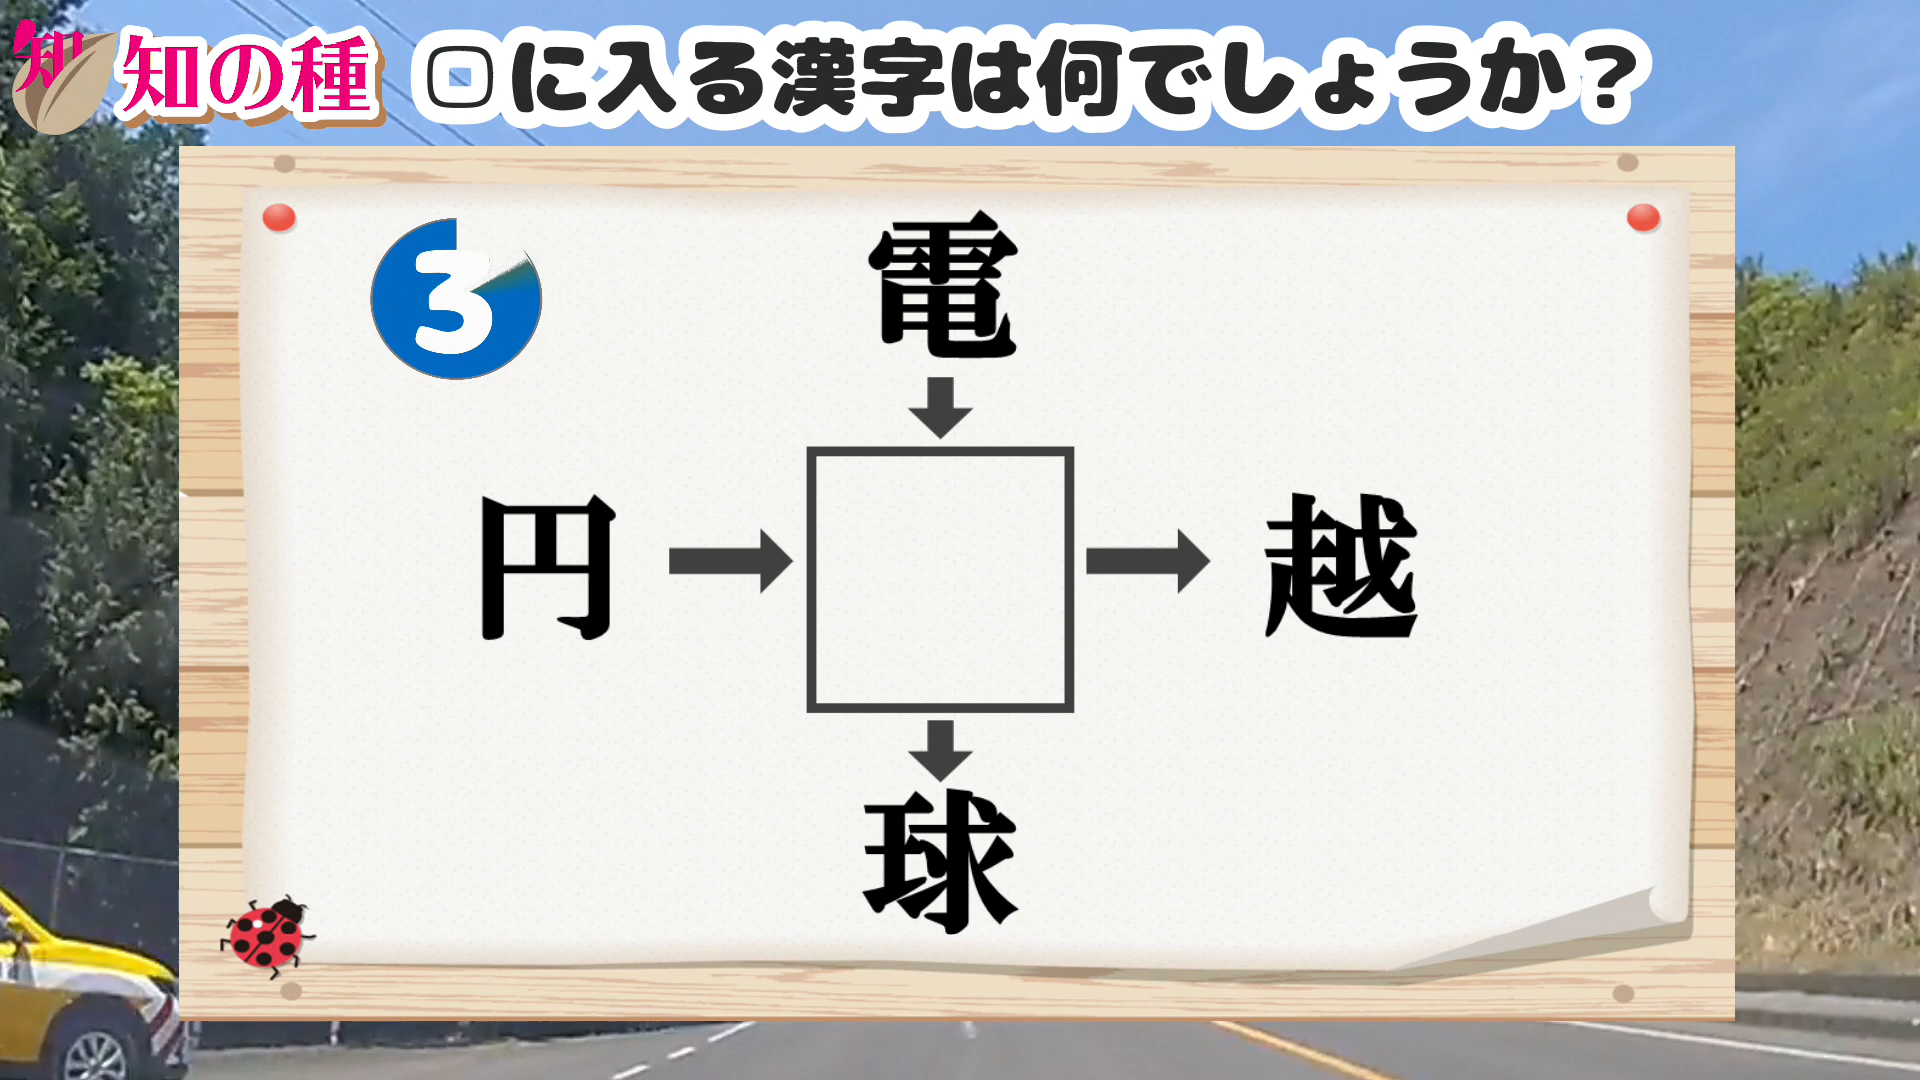 知 知の種 □に入る漢字は何でしょうか？
3
電
円 → □ → 越
球